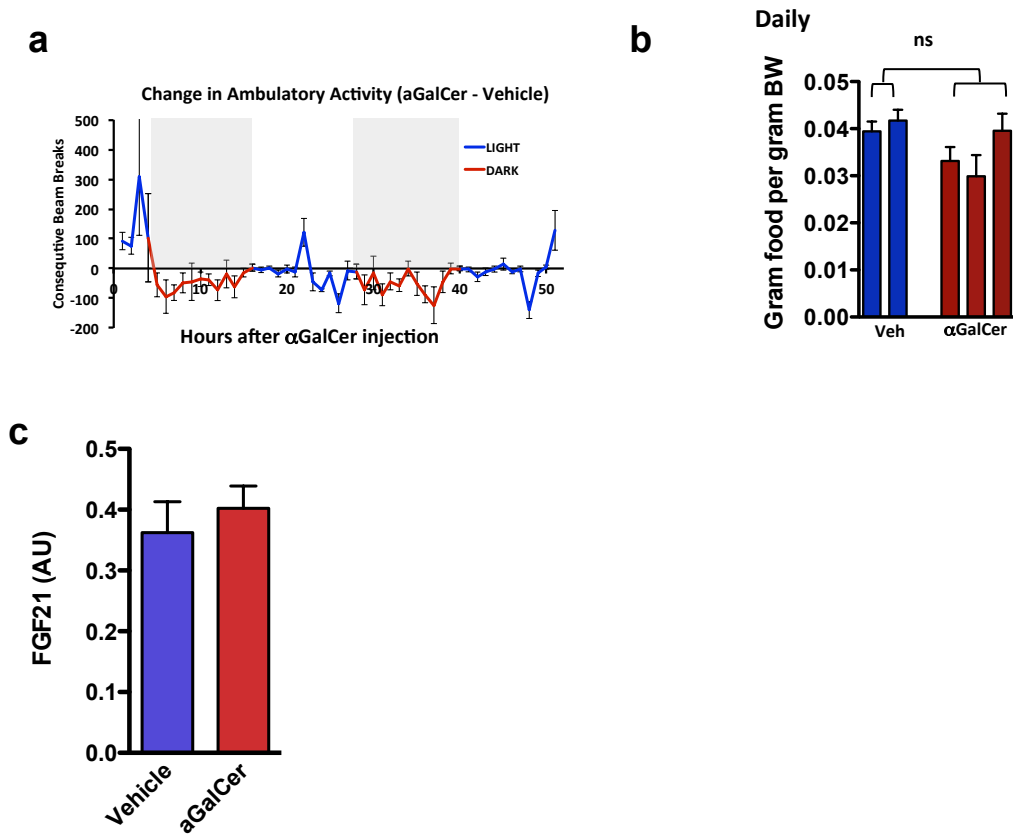 a
Change in Ambulatory Activity (aGalCer - Vehicle)
Consequtive Beam Breaks
500
400
300
200
100
0
-100
-200
LIGHT
DARK
0
10
20
30
40
50
Hours after αGalCer injection
b
Daily
ns
Gram food per gram BW
0.05
0.04
0.03
0.02
0.01
0.00
Veh
αGalCer
c
FGF21 (AU)
0.5
0.4
0.3
0.2
0.1
0.0
Vehicle
aGalCer